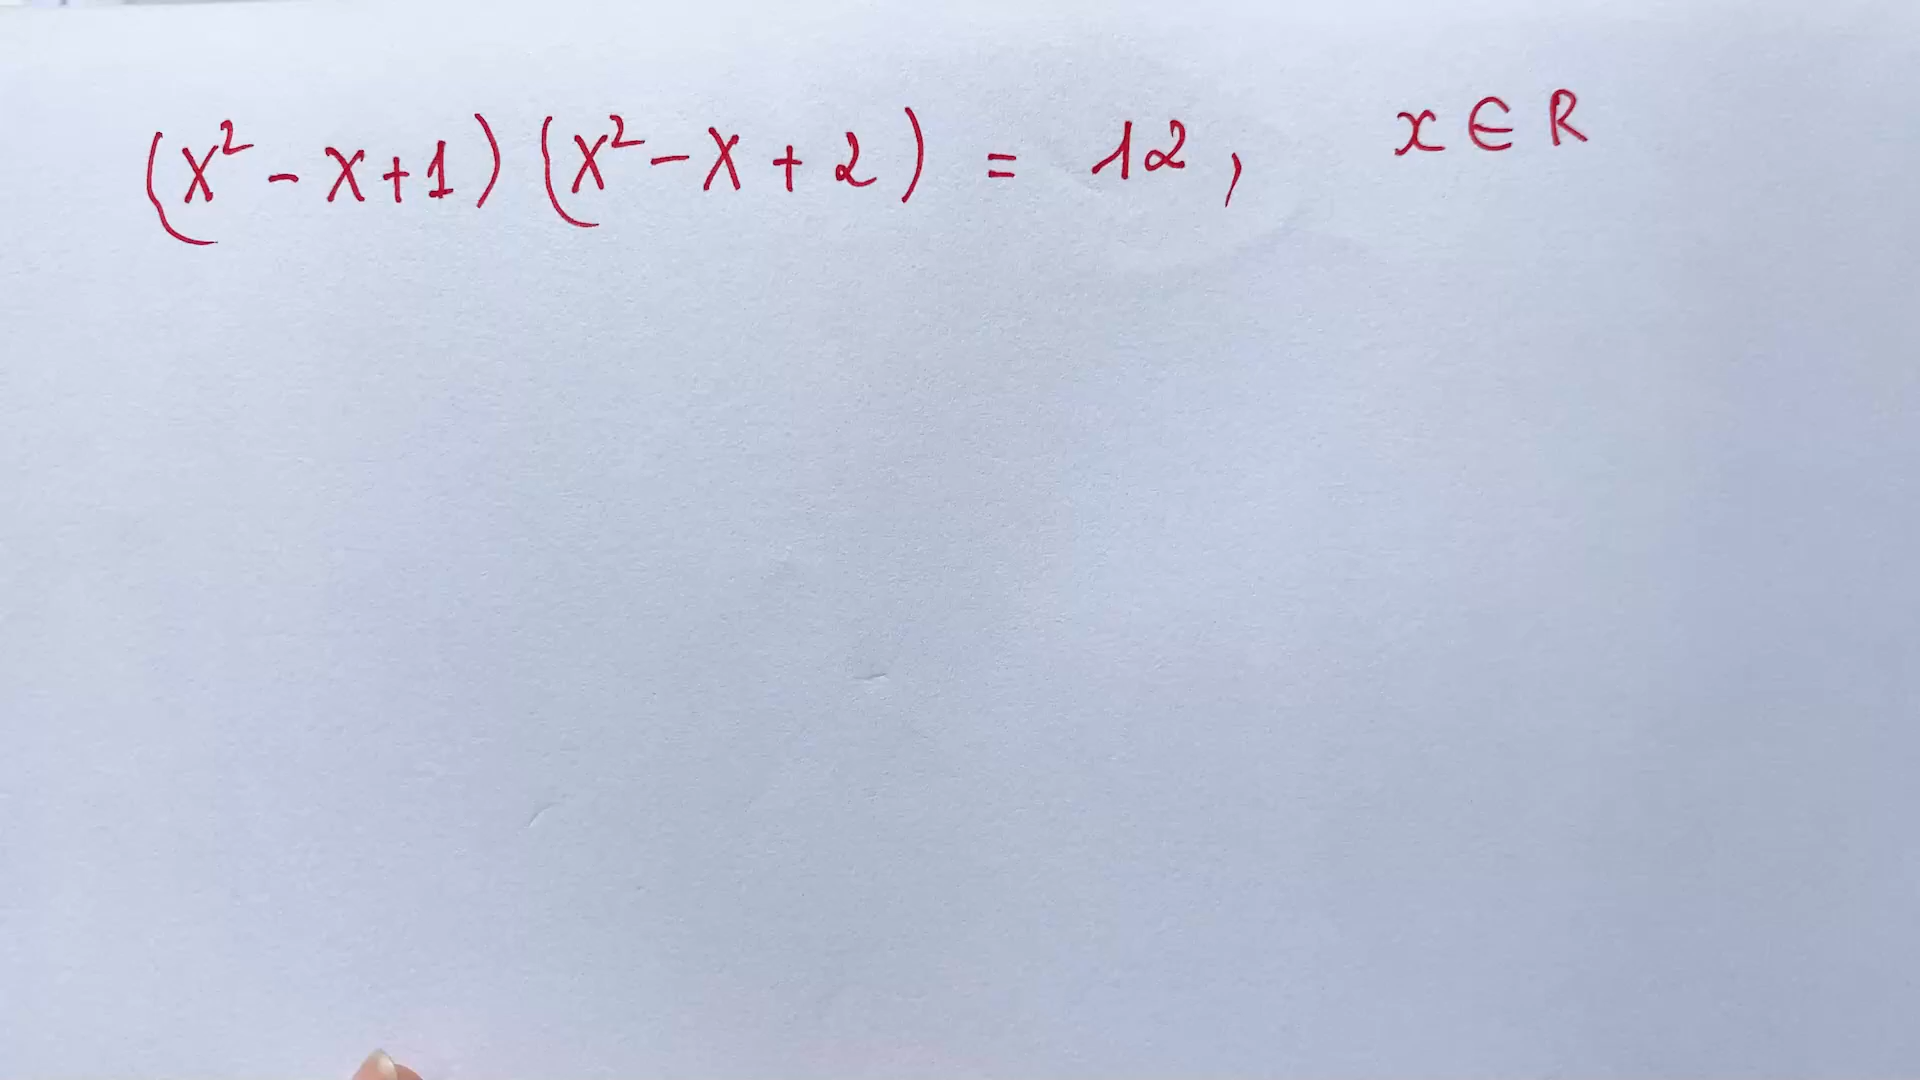 (x² - x + 1) (x² - x + 2) = 12, x ∈ R